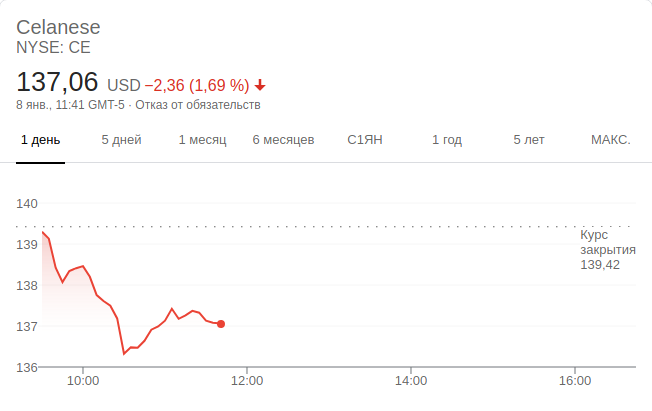 Celanese
NYSE: CE
137,06 USD −2,36 (1,69 %)
8 янв., 11:41 GMT-5 · Отказ от обязательств
1 день 5 дней 1 месяц 6 месяцев С1ЯН 1 год 5 лет МАКС.
140
139
138
137
136
Курс
закрытия
139,42
10:00 12:00 14:00 16:00